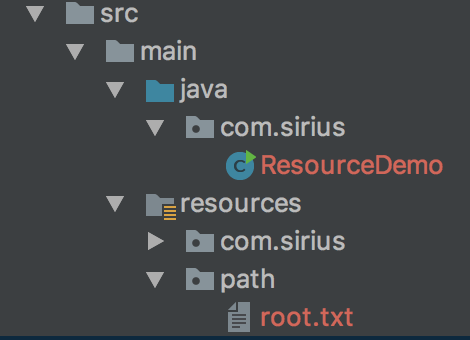 src
main
java
com.sirius
ResourceDemo
resources
com.sirius
path
root.txt